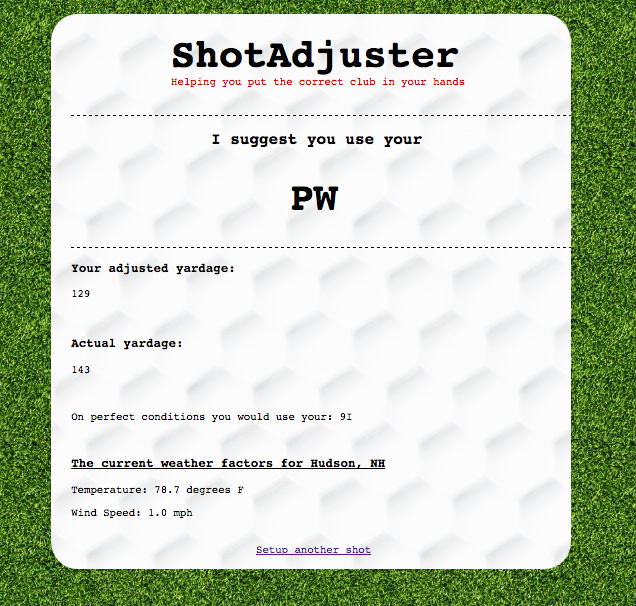 ShotAdjuster
Helping you put the correct club in your hands
I suggest you use your
PW
Your adjusted yardage:
129
Actual yardage:
143
On perfect conditions you would use your: 9I
The current weather factors for Hudson, NH
Temperature: 78.7 degrees F
Wind Speed: 1.0 mph
Setup another shot